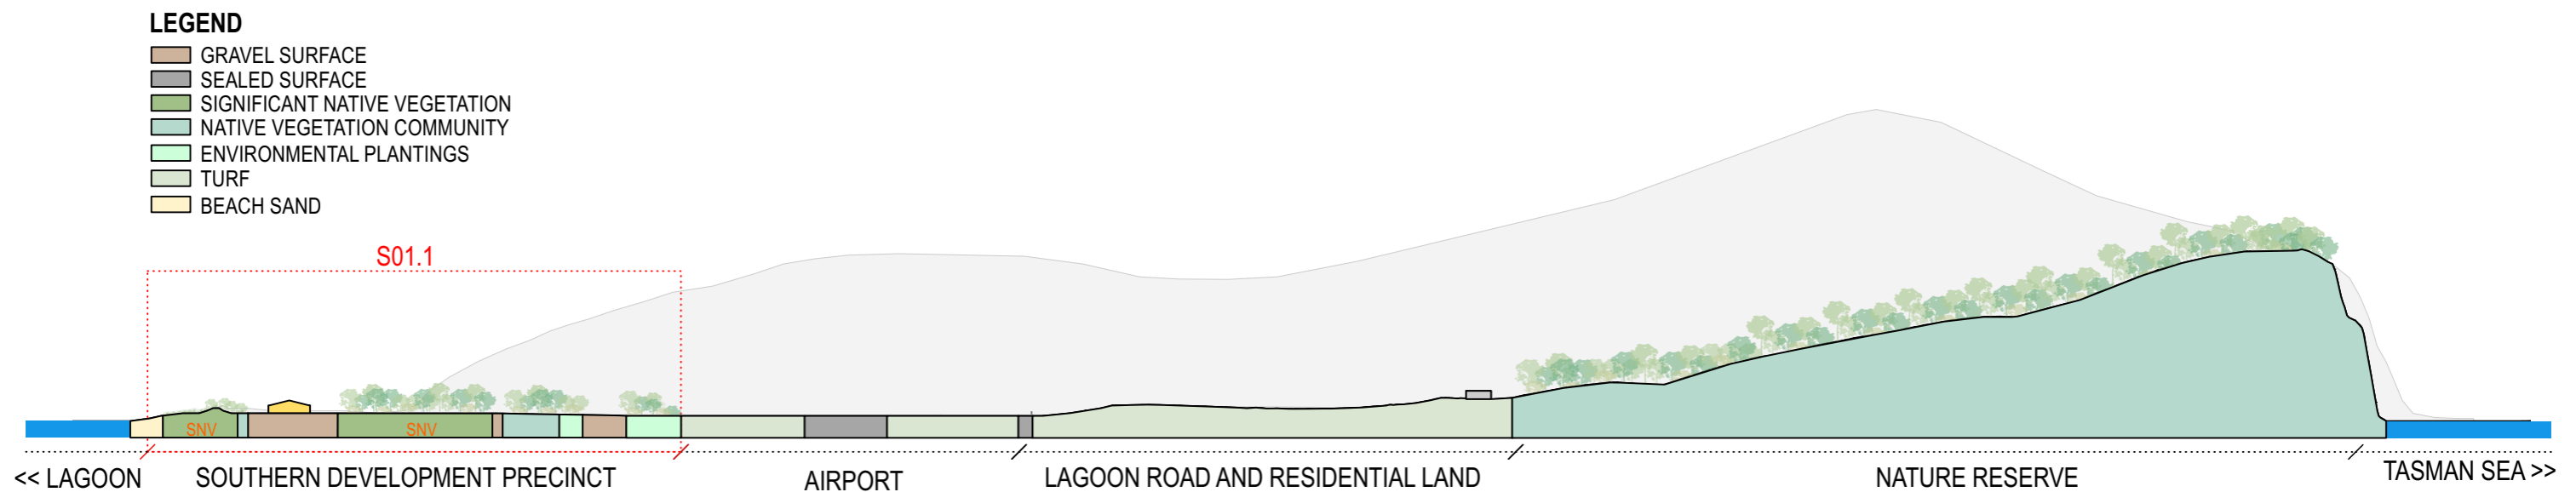 LEGEND
GRAVEL SURFACE
SEALED SURFACE
SIGNIFICANT NATIVE VEGETATION
NATIVE VEGETATION COMMUNITY
ENVIRONMENTAL PLANTINGS
TURF
BEACH SAND
S01.1
SNV
SNV
<< LAGOON
SOUTHERN DEVELOPMENT PRECINCT
AIRPORT
LAGOON ROAD AND RESIDENTIAL LAND
NATURE RESERVE
TASMAN SEA >>